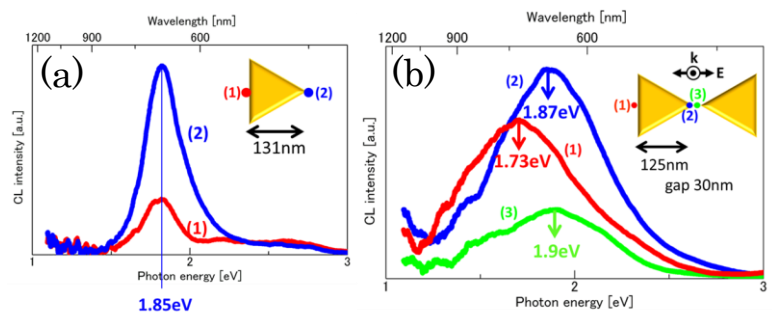 Wavelength [nm]
1200 900 600
(a)
CL intensity [a.u.]
(1) (2)
131nm
(2)
(1)
1 2 3
Photon energy [eV]
1.85eV
Wavelength [nm]
1200 900 600
(b)
CL intensity [a.u.]
k
E
(2) (3)
(1) (2)
1.87eV
(1)
1.73eV
125nm
gap 30nm
(3)
1.9eV
1 2 3
Photon energy [eV]